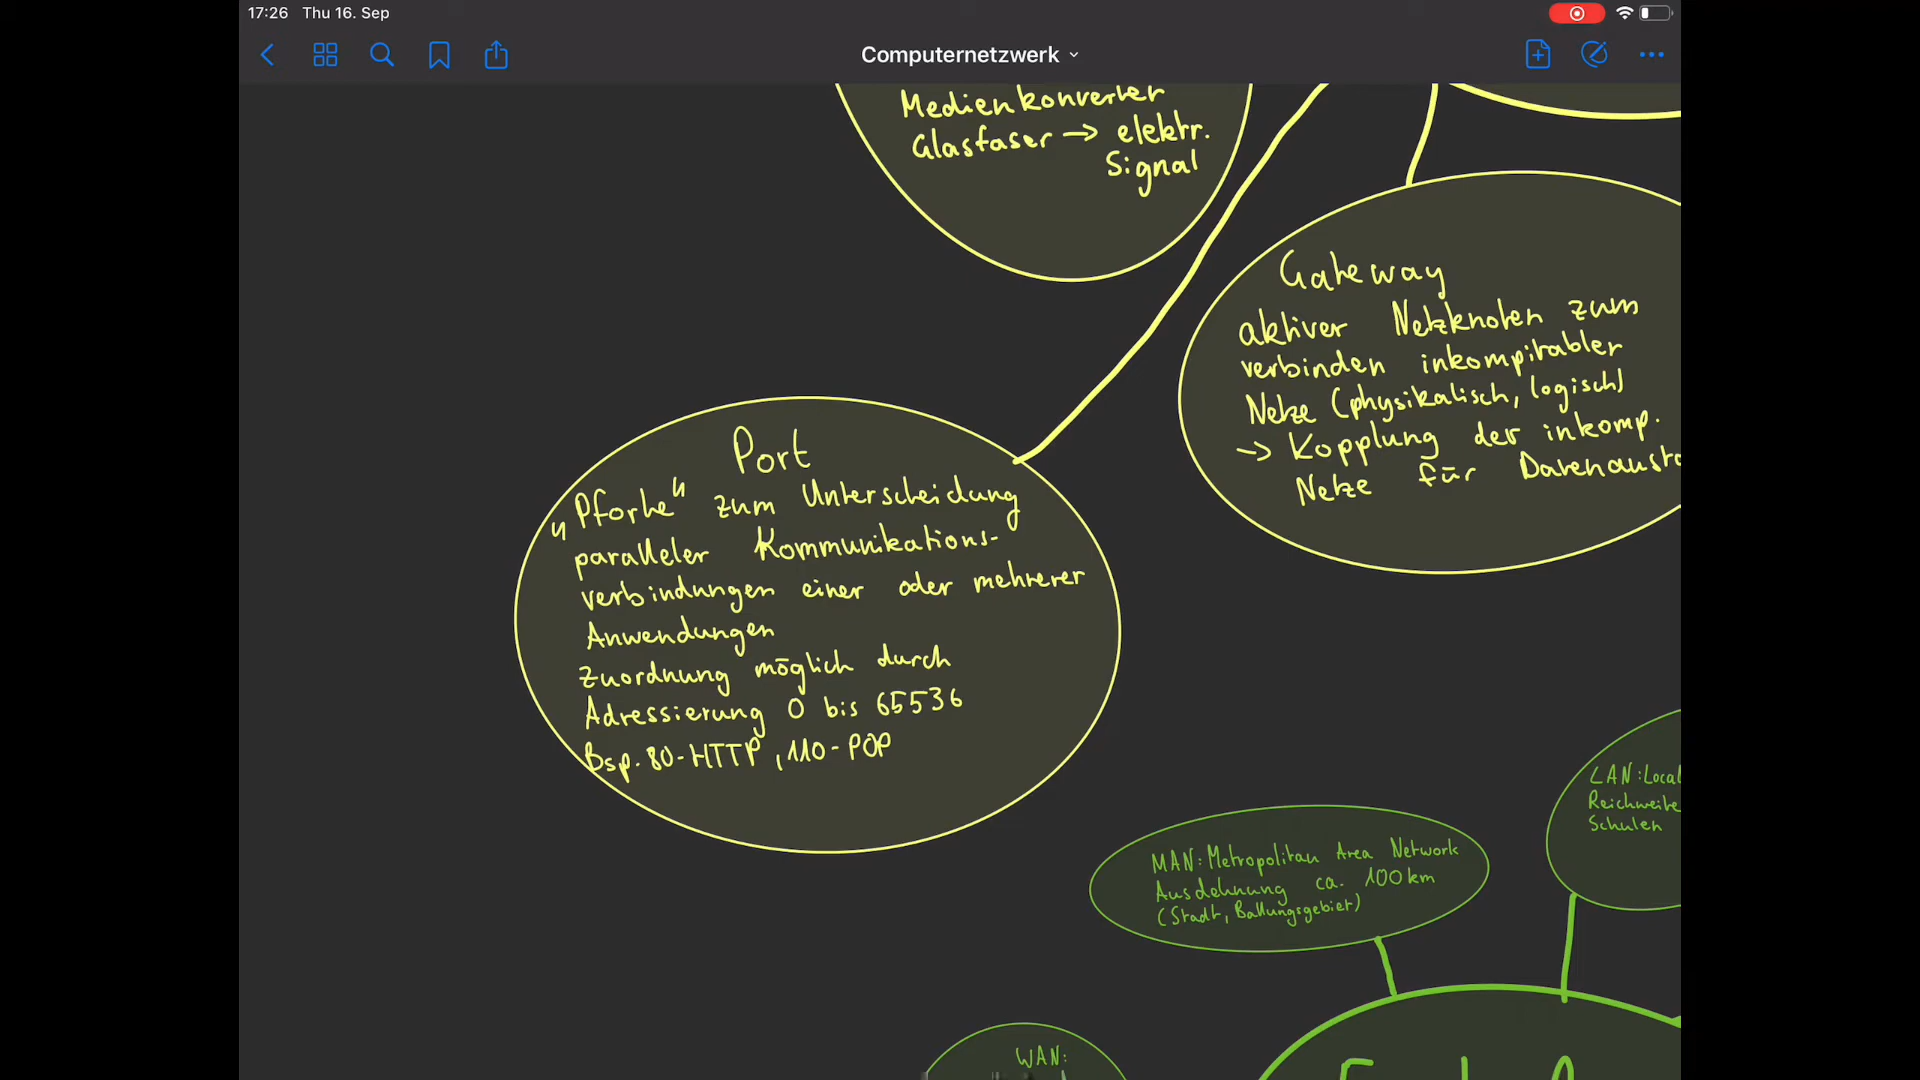 17:26 Thu 16. Sep
Computernetzwerk
Medienkonverter
Glasfaser → elektr.
Signal
Gateway
aktiver Netzknoten zum
verbinden inkompitabler
Netze (physikalisch, logisch)
→ Kopplung der inkomp.
Netze für Datenausta
Port
„Pforte" zum Unterscheidung
paralleler Kommunikations-
verbindungen einer oder mehrerer
Anwendungen
Zuordnung möglich durch
Adressierung 0 bis 65536
Bsp. 80-HTTP, 110-POP
LAN: Local
Reichweite
Schulen
MAN: Metropolitan Area Network
Ausdehnung ca. 100km
(Stadt, Ballungsgebiet)
WAN: